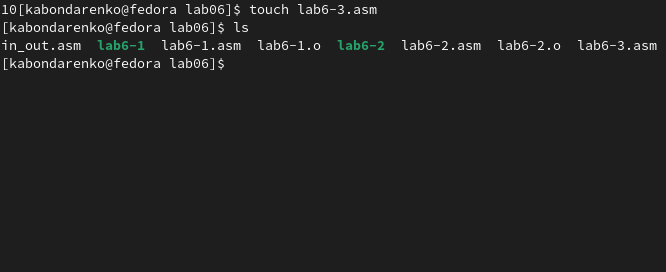 10[kabondarenko@fedora lab06]$ touch lab6-3.asm
[kabondarenko@fedora lab06]$ ls
in_out.asm  lab6-1  lab6-1.asm  lab6-1.o  lab6-2  lab6-2.asm  lab6-2.o  lab6-3.asm
[kabondarenko@fedora lab06]$